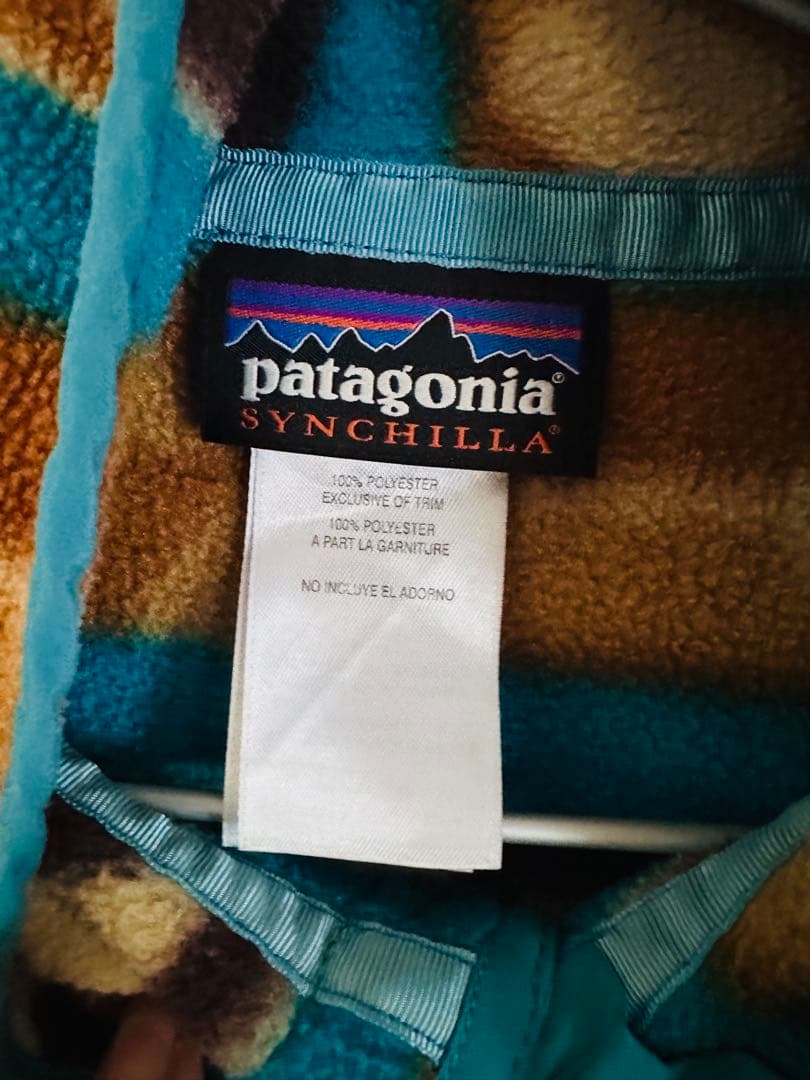 patagonia®
SYNCHILLA®
100% POLYESTER
EXCLUSIVE OF TRIM
100% POLYESTER
A PART LA GARNITURE
NO INCLUYE EL ADORNO